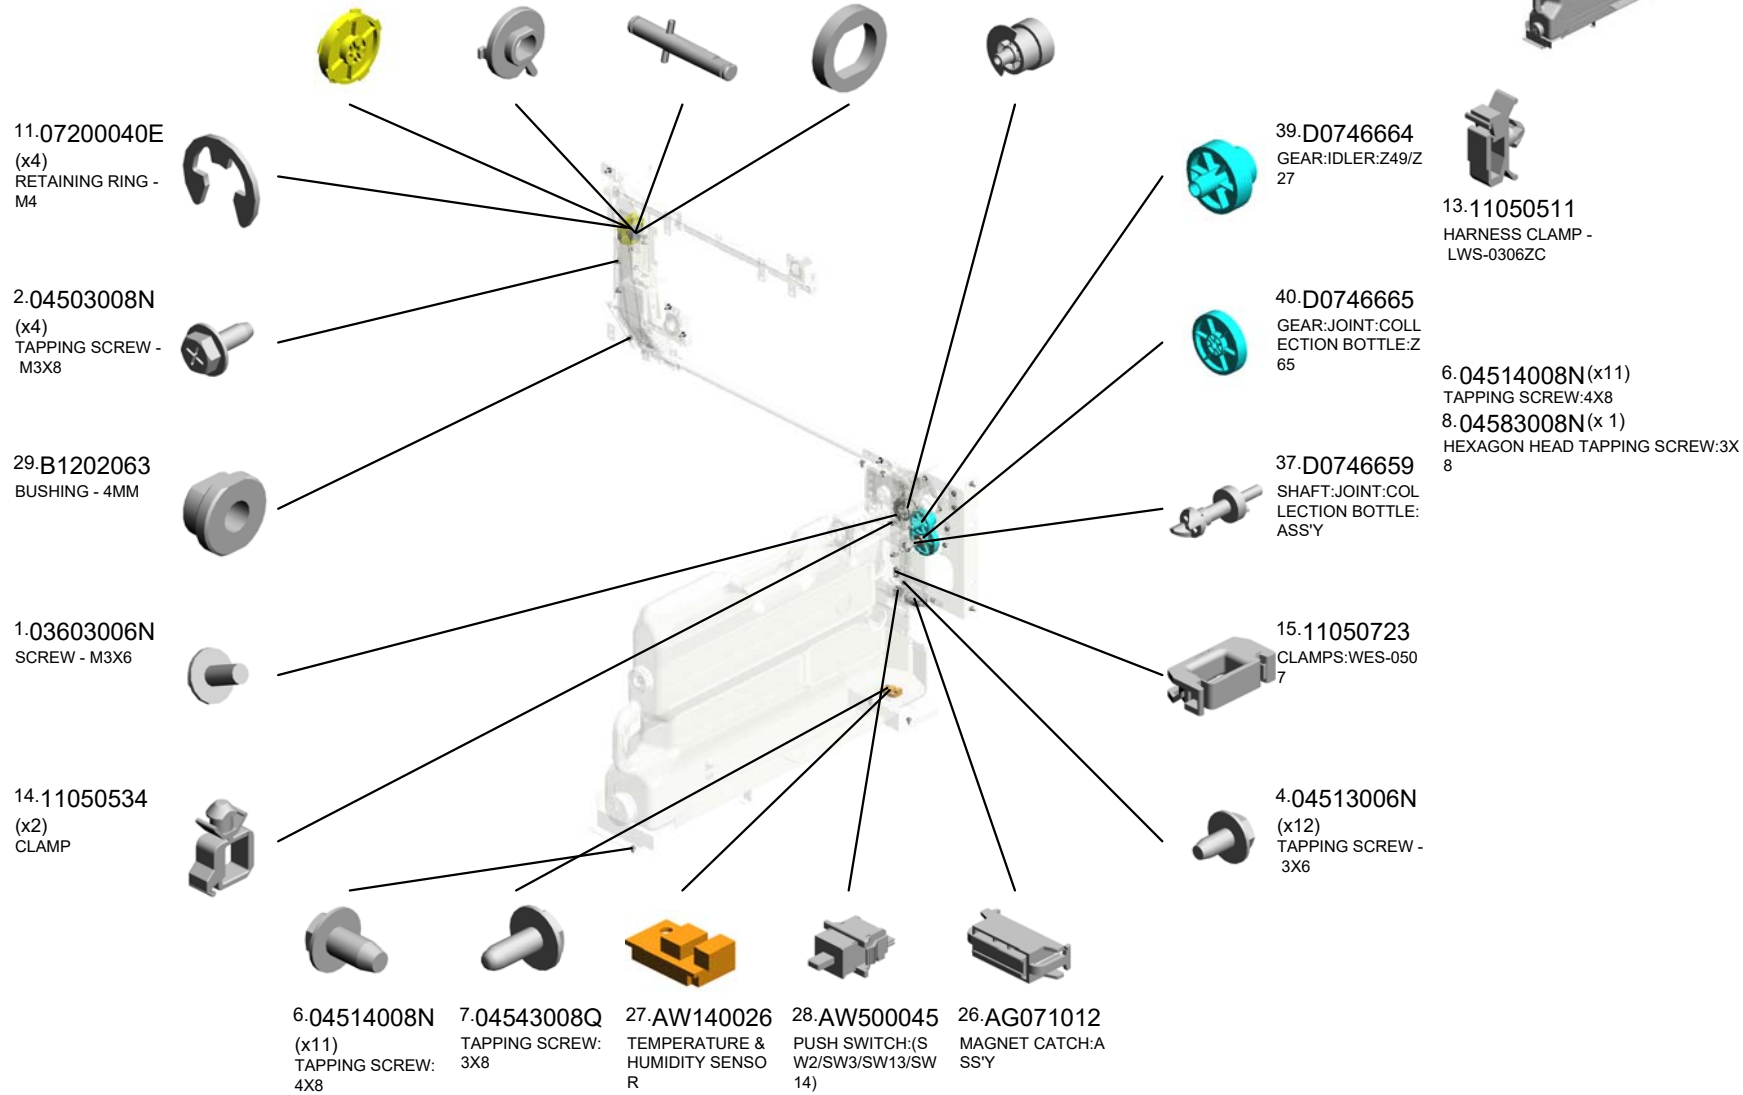 11.07200040E
(x4)
RETAINING RING -
M4
2.04503008N
(x4)
TAPPING SCREW -
M3X8
29.B1202063
BUSHING - 4MM
1.03603006N
SCREW - M3X6
14.11050534
(x2)
CLAMP
39.D0746664
GEAR:IDLER:Z49/Z
27
40.D0746665
GEAR:JOINT:COLL
ECTION BOTTLE:Z
65
37.D0746659
SHAFT:JOINT:COL
LECTION BOTTLE:
ASS'Y
15.11050723
CLAMPS:WES-050
7
4.04513006N
(x12)
TAPPING SCREW -
3X6
13.11050511
HARNESS CLAMP -
LWS-0306ZC
6.04514008N(x11)
TAPPING SCREW:4X8
8.04583008N(x 1)
HEXAGON HEAD TAPPING SCREW:3X
8
6.04514008N
(x11)
TAPPING SCREW:
4X8
7.04543008Q
TAPPING SCREW:
3X8
27.AW140026
TEMPERATURE &
HUMIDITY SENSO
R
28.AW500045
PUSH SWITCH:(S
W2/SW3/SW13/SW
14)
26.AG071012
MAGNET CATCH:A
SS'Y